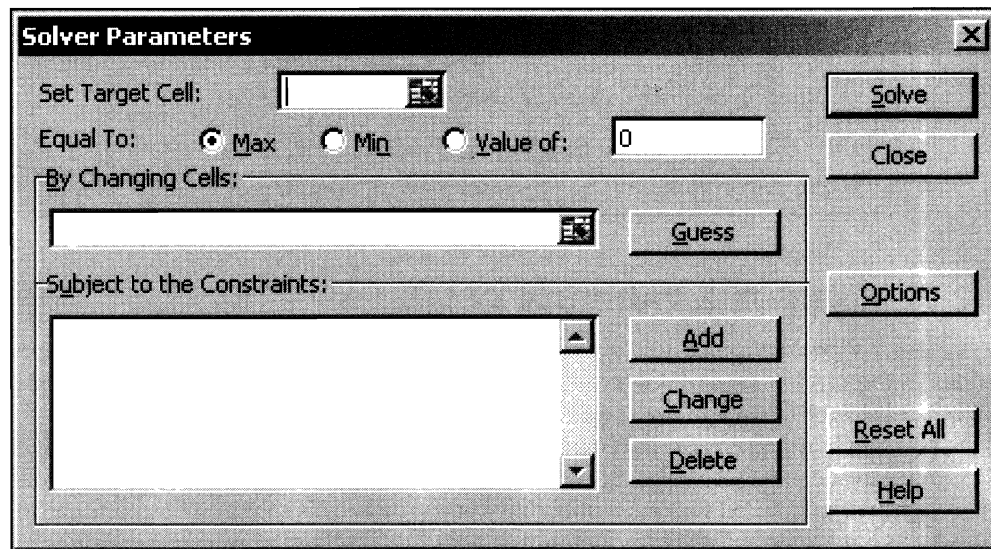 Solver Parameters
Set Target Cell:
Solve
Equal To: Max Min Value of: 0
Close
By Changing Cells:
Guess
Subject to the Constraints:
Options
Add
Change
Reset All
Delete
Help